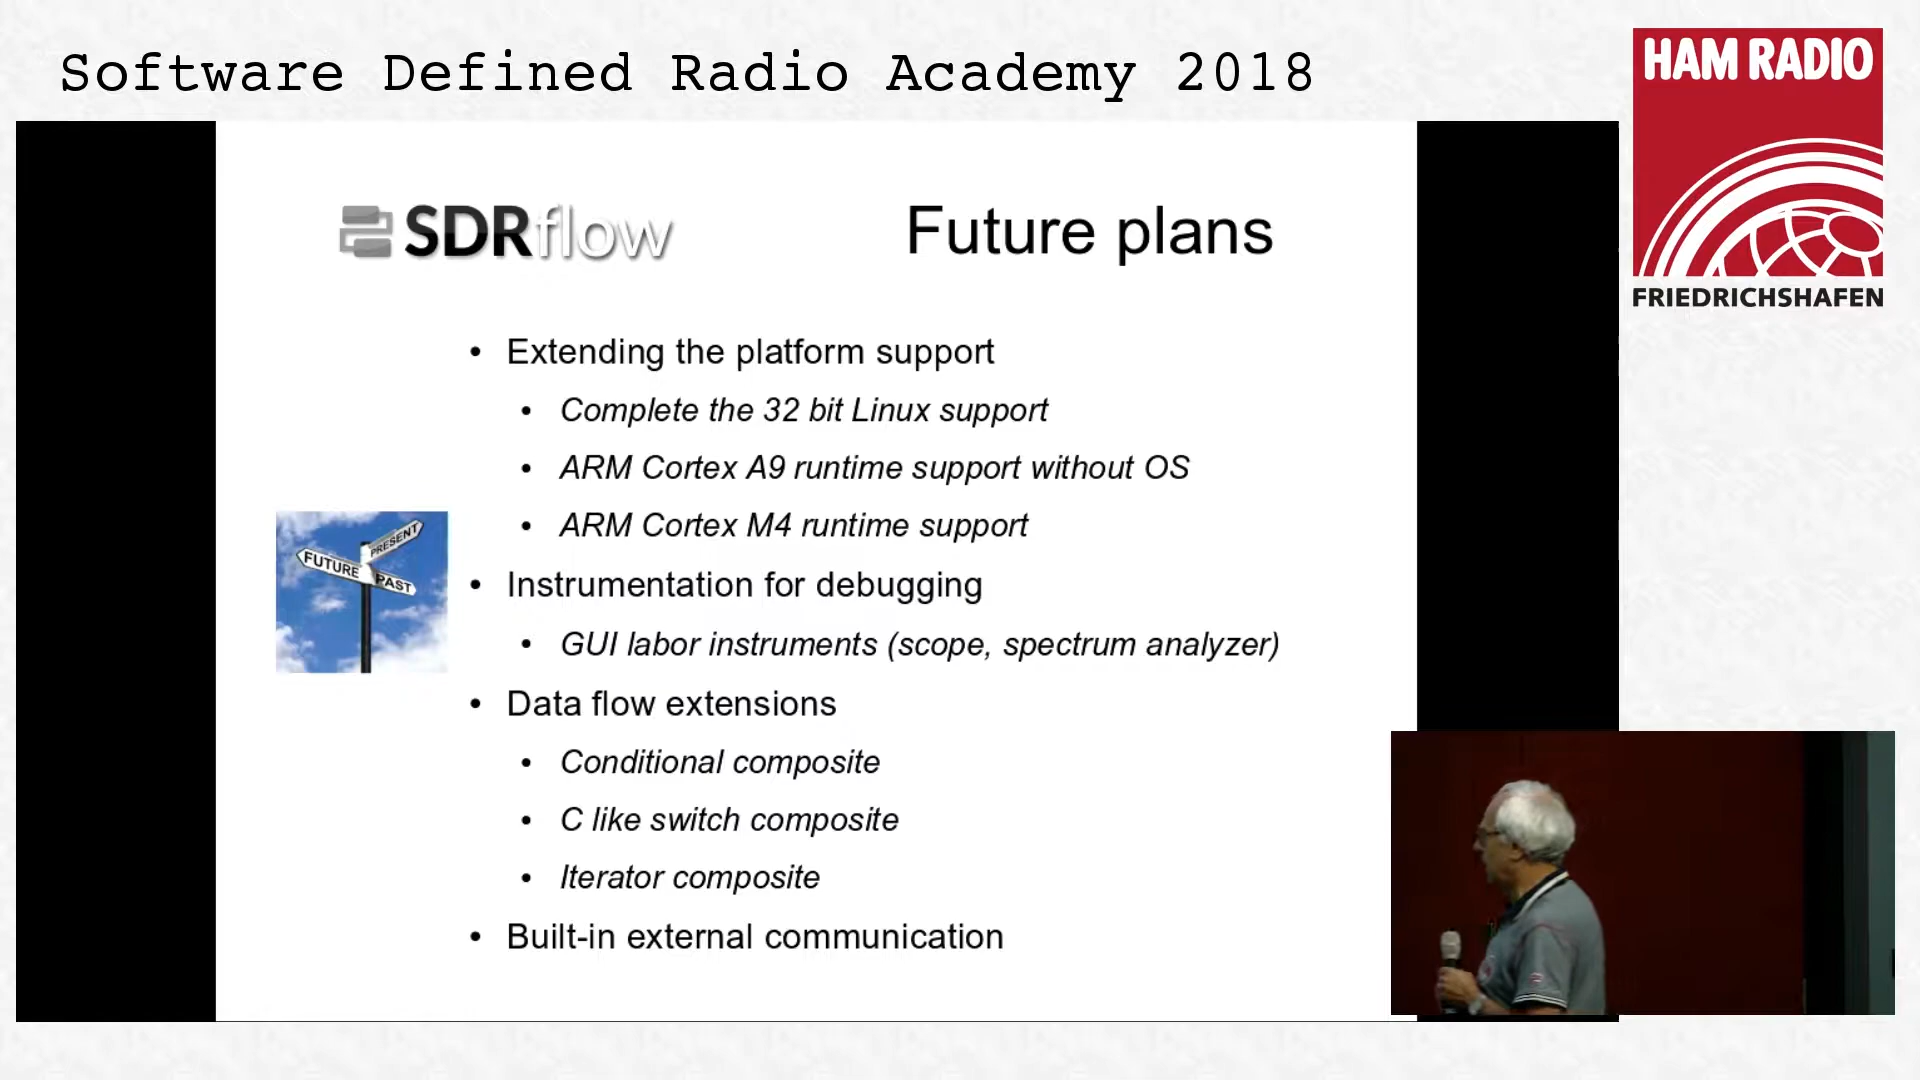 Software Defined Radio Academy 2018
HAM RADIO
FRIEDRICHSHAFEN
SDRflow
Future plans
• Extending the platform support
• Complete the 32 bit Linux support
• ARM Cortex A9 runtime support without OS
• ARM Cortex M4 runtime support
PRESENT
FUTURE
PAST
• Instrumentation for debugging
• GUI labor instruments (scope, spectrum analyzer)
• Data flow extensions
• Conditional composite
• C like switch composite
• Iterator composite
• Built-in external communication